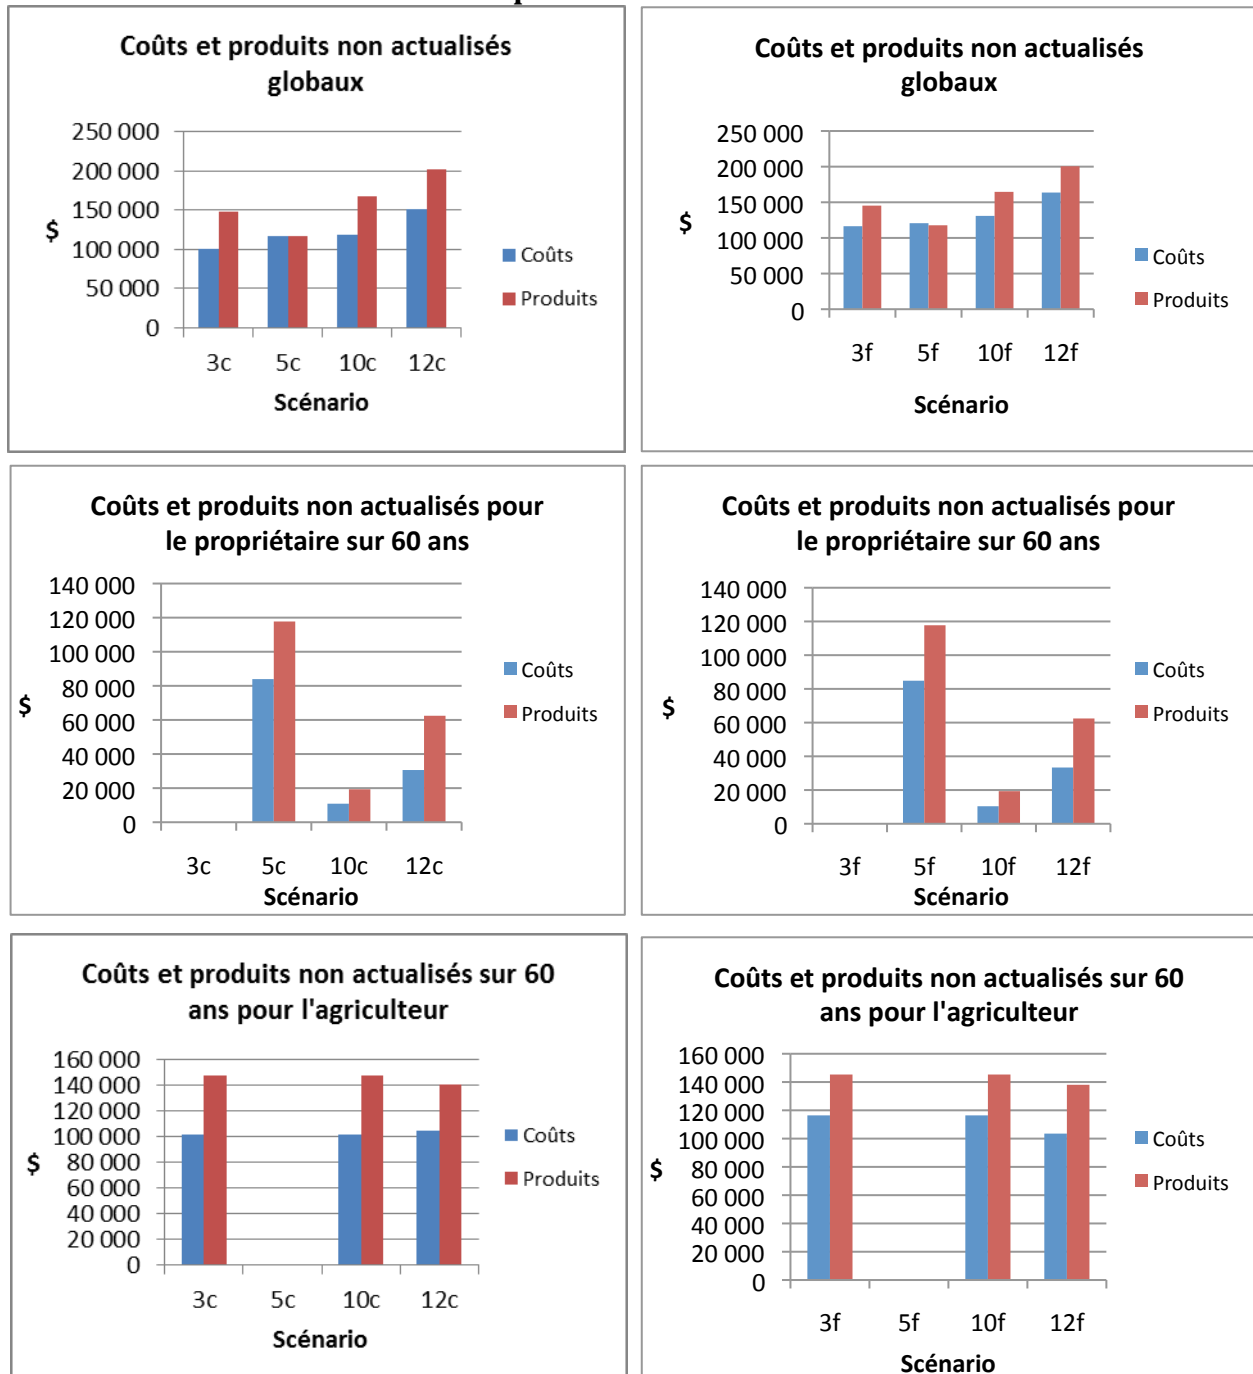 Coûts et produits non actualisés
globaux
250 000
200 000
150 000
100 000
50 000
0
$
3c 5c 10c 12c
Scénario
Coûts
Produits
Coûts et produits non actualisés
globaux
250 000
200 000
150 000
100 000
50 000
0
$
3f 5f 10f 12f
Scénario
Coûts
Produits
Coûts et produits non actualisés pour
le propriétaire sur 60 ans
140 000
120 000
100 000
80 000
60 000
40 000
20 000
0
$
3c 5c 10c 12c
Scénario
Coûts
Produits
Coûts et produits non actualisés pour
le propriétaire sur 60 ans
140 000
120 000
100 000
80 000
60 000
40 000
20 000
0
$
3f 5f 10f 12f
Scénario
Coûts
Produits
Coûts et produits non actualisés sur 60
ans pour l'agriculteur
160 000
140 000
120 000
100 000
80 000
60 000
40 000
20 000
0
$
3c 5c 10c 12c
Scénario
Coûts
Produits
Coûts et produits non actualisés sur 60
ans pour l'agriculteur
160 000
140 000
120 000
100 000
80 000
60 000
40 000
20 000
0
$
3f 5f 10f 12f
Scénario
Coûts
Produits